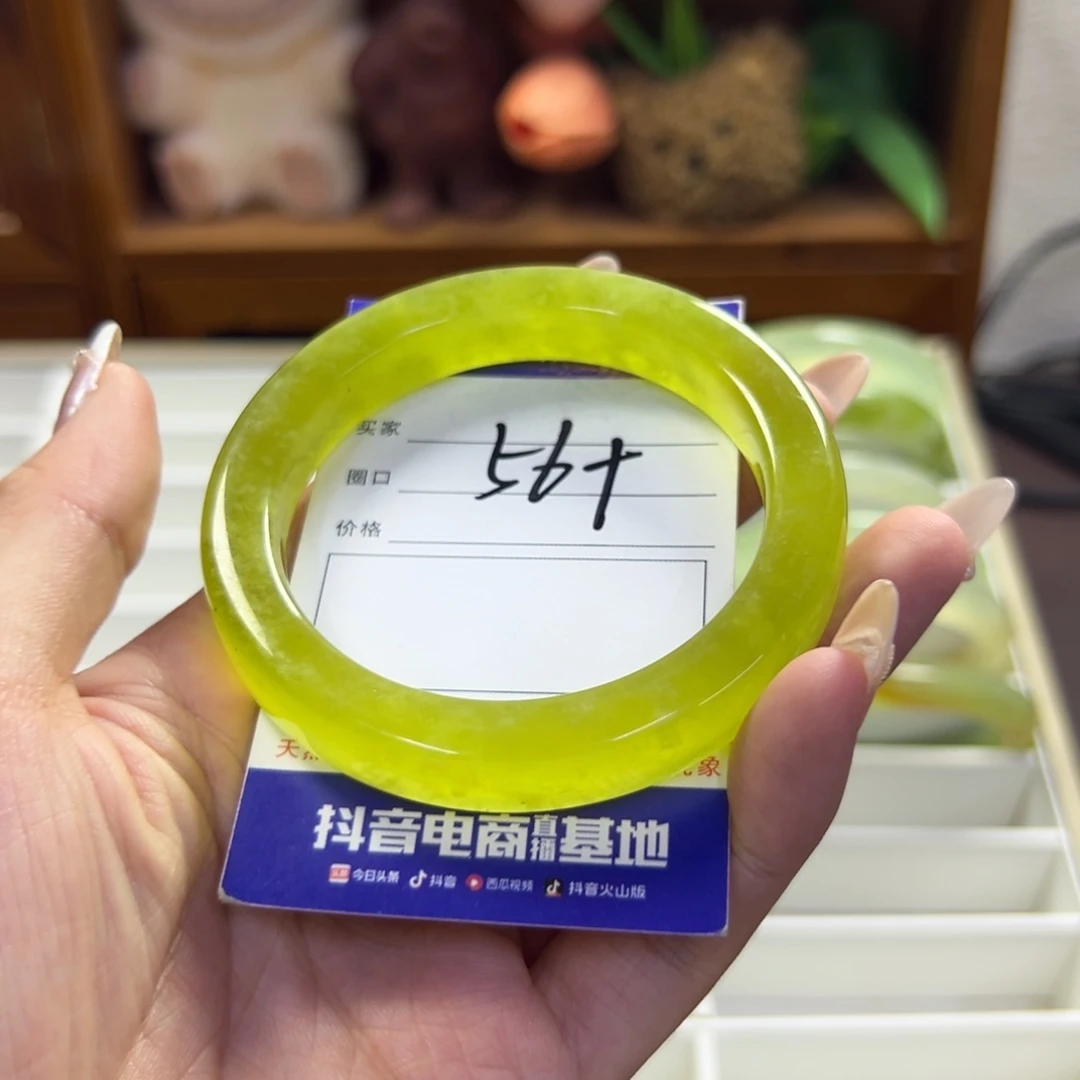 买家
圈口 56+
价格
天
象
抖音电商直播基地
今日头条 抖音 西瓜视频 抖音火山版